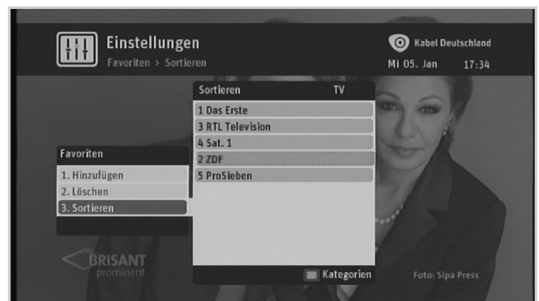 Einstellungen
Favoriten > Sortieren
Kabel Deutschland
Mi 05. Jan 17:34
Sortieren TV
1 Das Erste
3 RTL Television
4 Sat. 1
2 ZDF
5 ProSieben
Favoriten
1. Hinzufügen
2. Löschen
3. Sortieren
BRISANT
prominent
Kategorien
Foto: Sipa Press